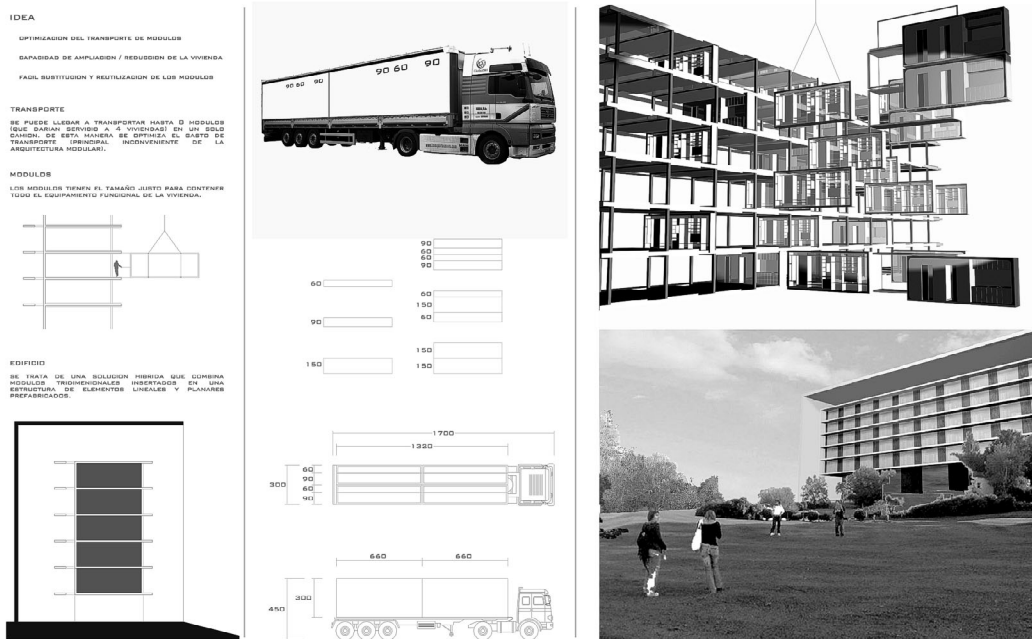 IDEA
OPTIMIZACION DEL TRANSPORTE DE MODULOS
CAPACIDAD DE AMPLIACION / REDUCCION DE LA VIVIENDA
FACIL SUSTITUCION Y REUTILIZACION DE LOS MODULOS
TRANSPORTE
SE PUEDE LLEGAR A TRANSPORTAR HASTA 8 MODULOS
(QUE DARIAN SERVISIO A 4 VIVIENDAS) EN UN SOLO
CAMION. DE ESTA MANERA SE OPTIMIZA EL GASTO DE
TRANSPORTE (PRINCIPAL INCONVENIENTE DE LA
ARQUITECTURA MODULAR).
MODULOS
LOS MODULOS TIENEN EL TAMAÑO JUSTO PARA CONTENER
TODO EL EQUIPAMIENTO FUNCIONAL DE LA VIVIENDA.
EDIFICIO
SE TRATA DE UNA SOLUCION HIBRIDA QUE COMBINA
MODULOS TRIDIMENIONALES INSERTADOS EN UNA
ESTRUCTURA DE ELEMENTOS LINEALES Y PLANARES
PREFABRICADOS.
90 60 90
90 60 90
90
60
60
90
60
60
150
60
90
150
150
150
1700
1320
300
60
90
60
90
660 660
300
450